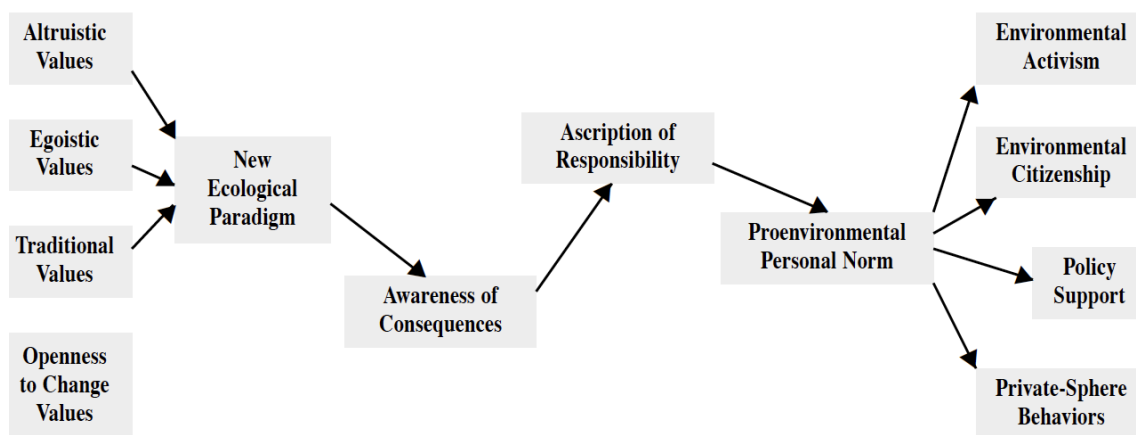 Altruistic
Values
Egoistic
Values
Traditional
Values
Openness
to Change
Values
New
Ecological
Paradigm
Awareness of
Consequences
Ascription of
Responsibility
Proenvironmental
Personal Norm
Environmental
Activism
Environmental
Citizenship
Policy
Support
Private-Sphere
Behaviors